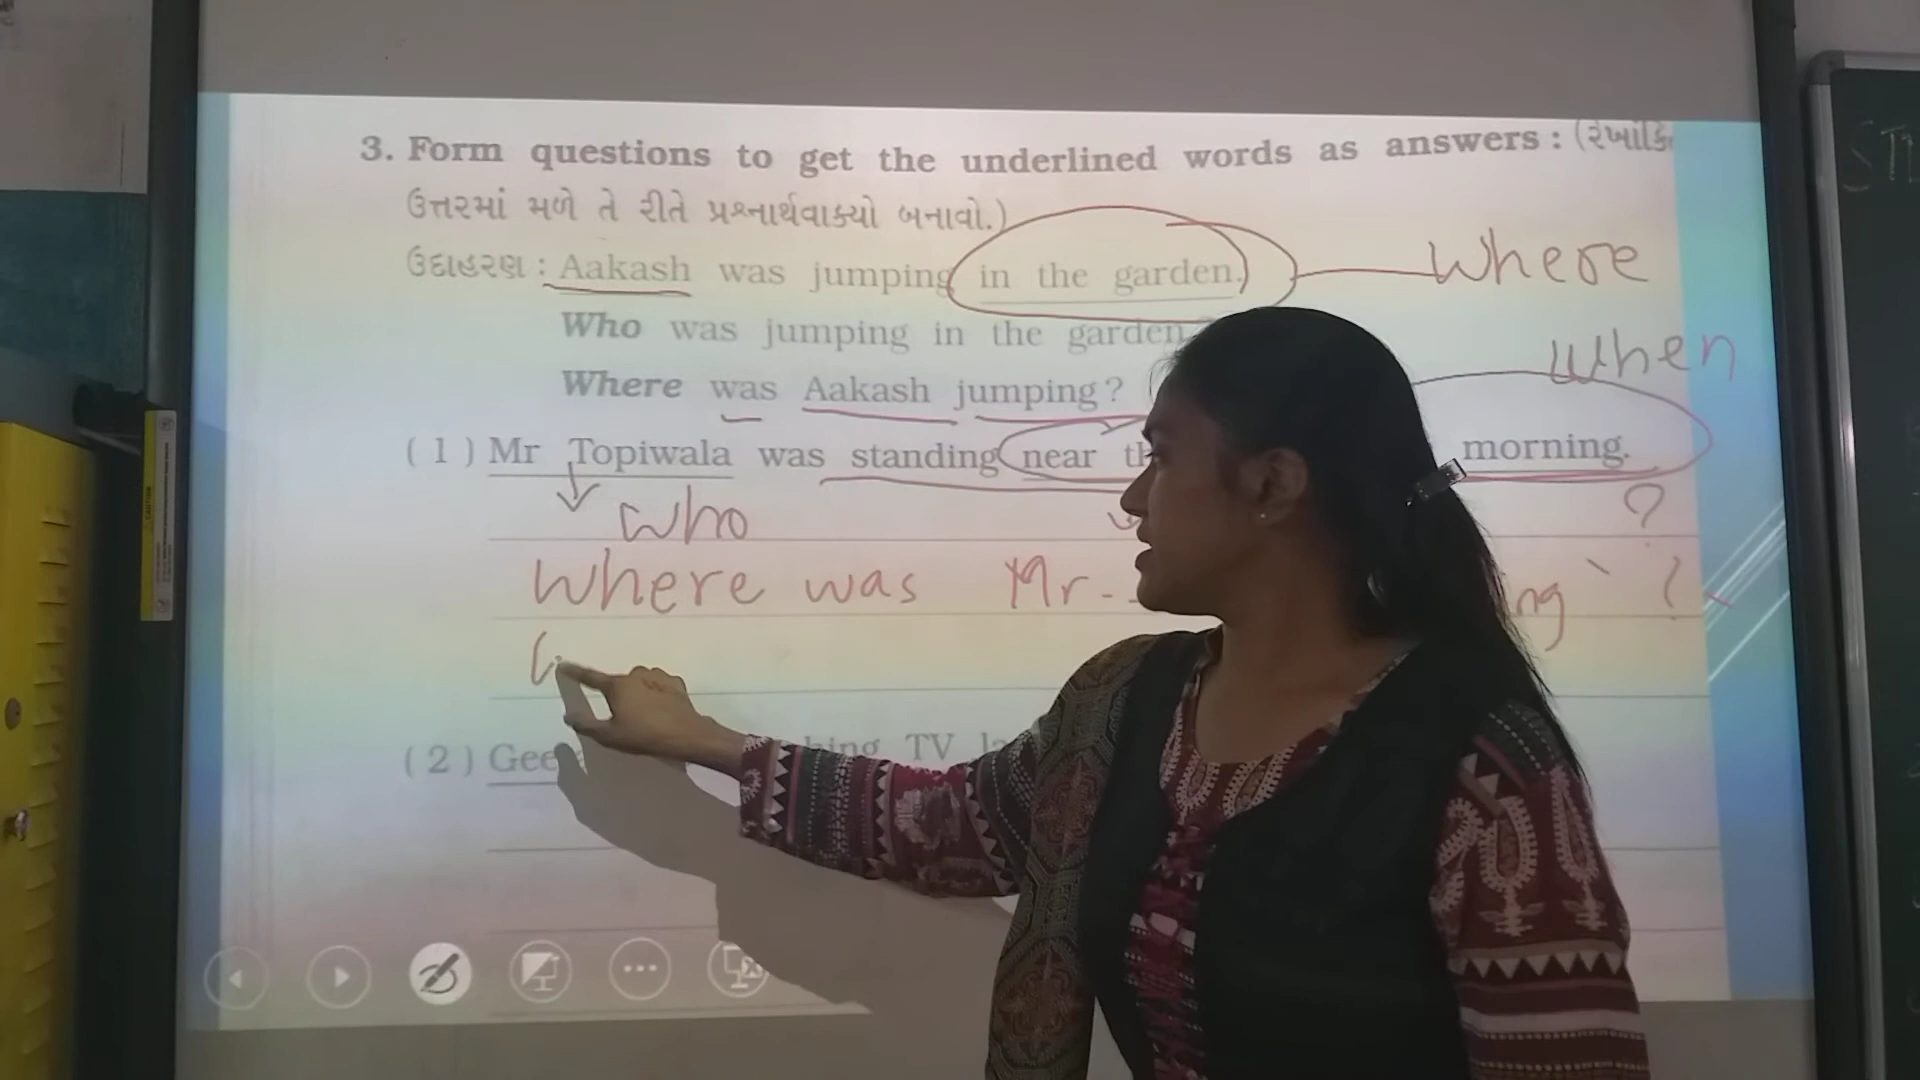 3. Form questions to get the underlined words as answers : (રેખાંકિ
ઉત્તરમાં મળે તે રીતે પ્રશ્નાર્થવાક્યો બનાવો.)
ઉદાહરણ : Aakash was jumping in the garden.
where
Who was jumping in the garden
when
Where was Aakash jumping?
( 1 ) Mr Topiwala was standing near morning.
who ?
where was Mr. ?
( 2 ) TV